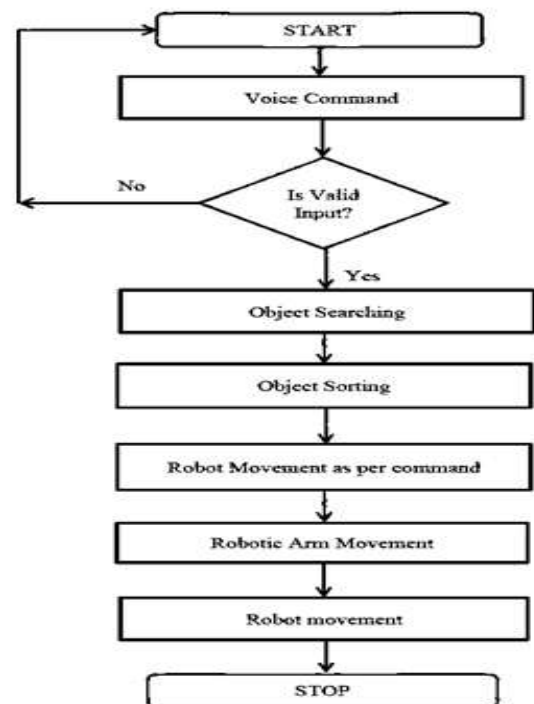 START
Voice Command
No
Is Valid
Input?
Yes
Object Searching
Object Sorting
Robot Movement as per command
Robotic Arm Movement
Robot movement
STOP